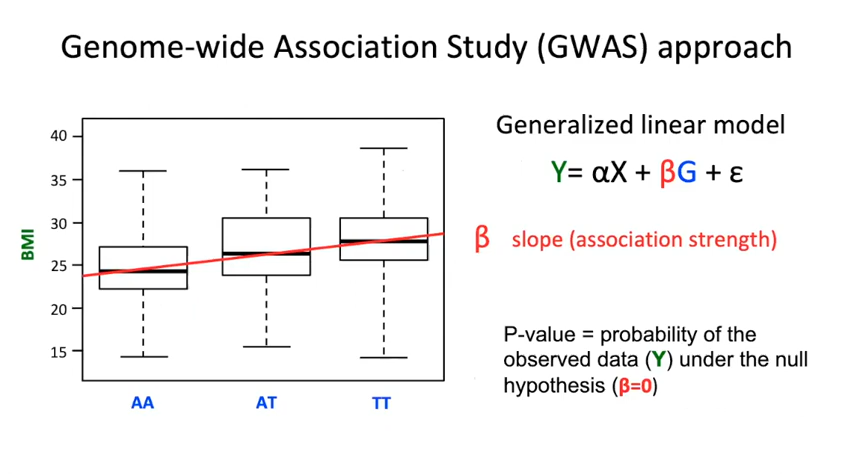 Genome-wide Association Study (GWAS) approach
40
35
30
25
20
15
BMI
AA AT TT
Generalized linear model
Y= αX + βG + ε
β slope (association strength)
P-value = probability of the
observed data (Y) under the null
hypothesis (β=0)